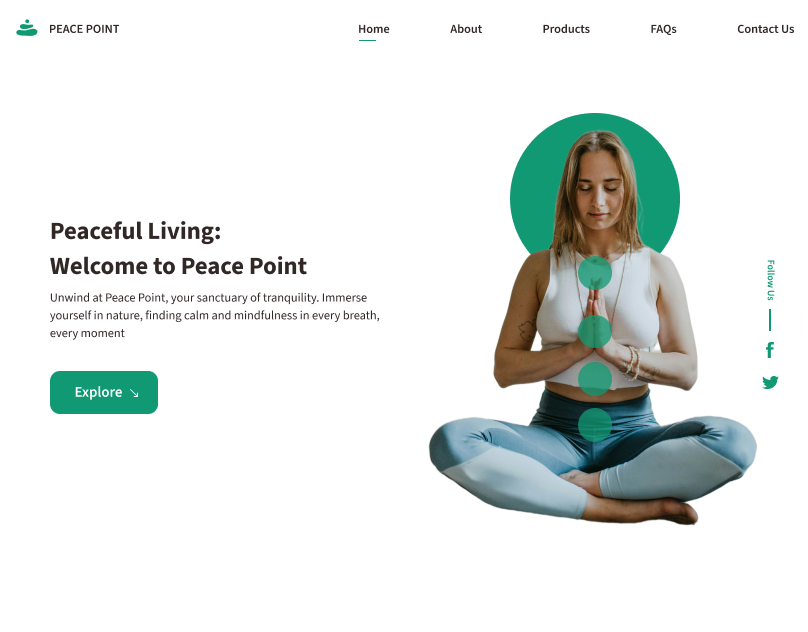 PEACE POINT
Home
About
Products
FAQs
Contact Us
Peaceful Living:
Welcome to Peace Point
Unwind at Peace Point, your sanctuary of tranquility. Immerse
yourself in nature, finding calm and mindfulness in every breath,
every moment
Explore
Follow Us